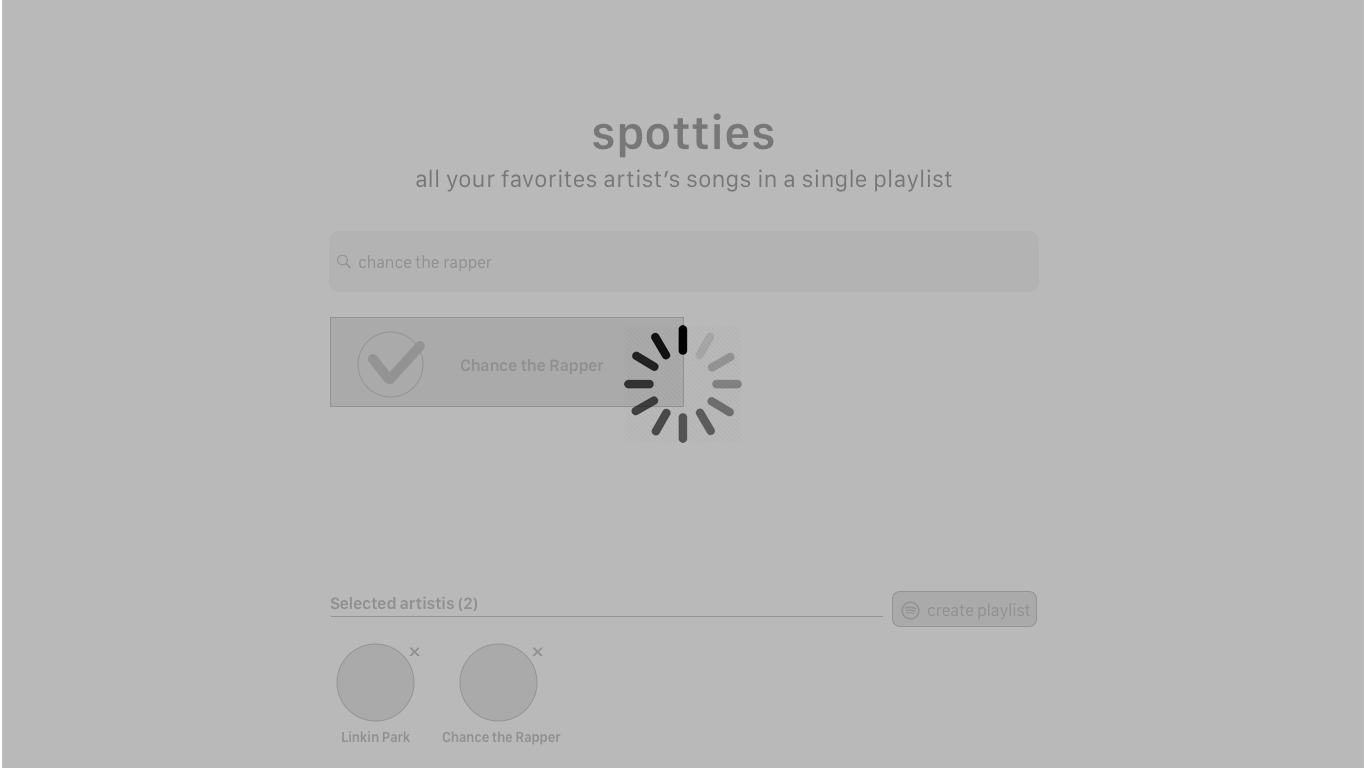 spotties
all your favorites artist’s songs in a single playlist
chance the rapper
Chance the Rapper
Selected artistis (2)
create playlist
Linkin Park
Chance the Rapper